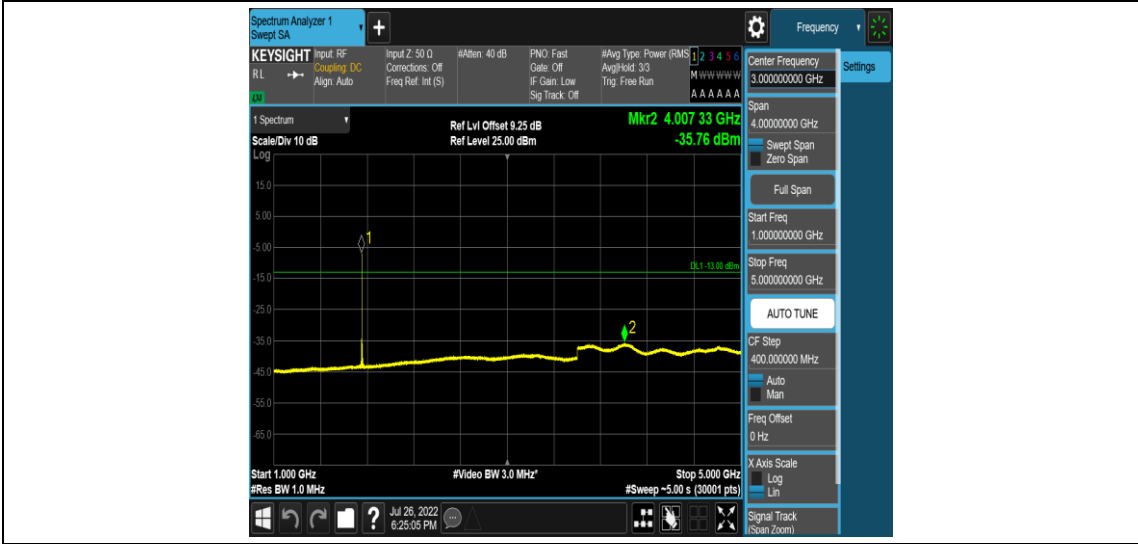 Spectrum Analyzer 1
Swept SA
+
Frequency
KEYSIGHT
RL
Input: RF
Coupling: DC
Align: Auto
Input Z: 50 Ω
Corrections: Off
Freq Ref: Int (S)
#Atten: 40 dB
PNO: Fast
Gate: Off
IF Gain: Low
Sig Track: Off
#Avg Type: Power (RMS
Avg|Hold: 3/3
Trig: Free Run
1 2 3 4 5 6
M W W W W W
A A A A A A
1 Spectrum
Scale/Div 10 dB
Log
Ref Lvl Offset 9.25 dB
Ref Level 25.00 dBm
Mkr2 4.007 33 GHz
-35.76 dBm
15.0
5.00
-5.00
-15.0
-25.0
-35.0
-45.0
-55.0
-65.0
1
DL1 -13.00 dBm
2
Start 1.000 GHz
#Res BW 1.0 MHz
#Video BW 3.0 MHz*
Stop 5.000 GHz
#Sweep ~5.00 s (30001 pts)
?
Jul 26, 2022
6:25:05 PM
Center Frequency
3.000000000 GHz
Span
4.00000000 GHz
Swept Span
Zero Span
Full Span
Start Freq
1.000000000 GHz
Stop Freq
5.000000000 GHz
AUTO TUNE
CF Step
400.000000 MHz
Auto
Man
Freq Offset
0 Hz
X Axis Scale
Log
Lin
Signal Track
(Span Zoom)
Settings